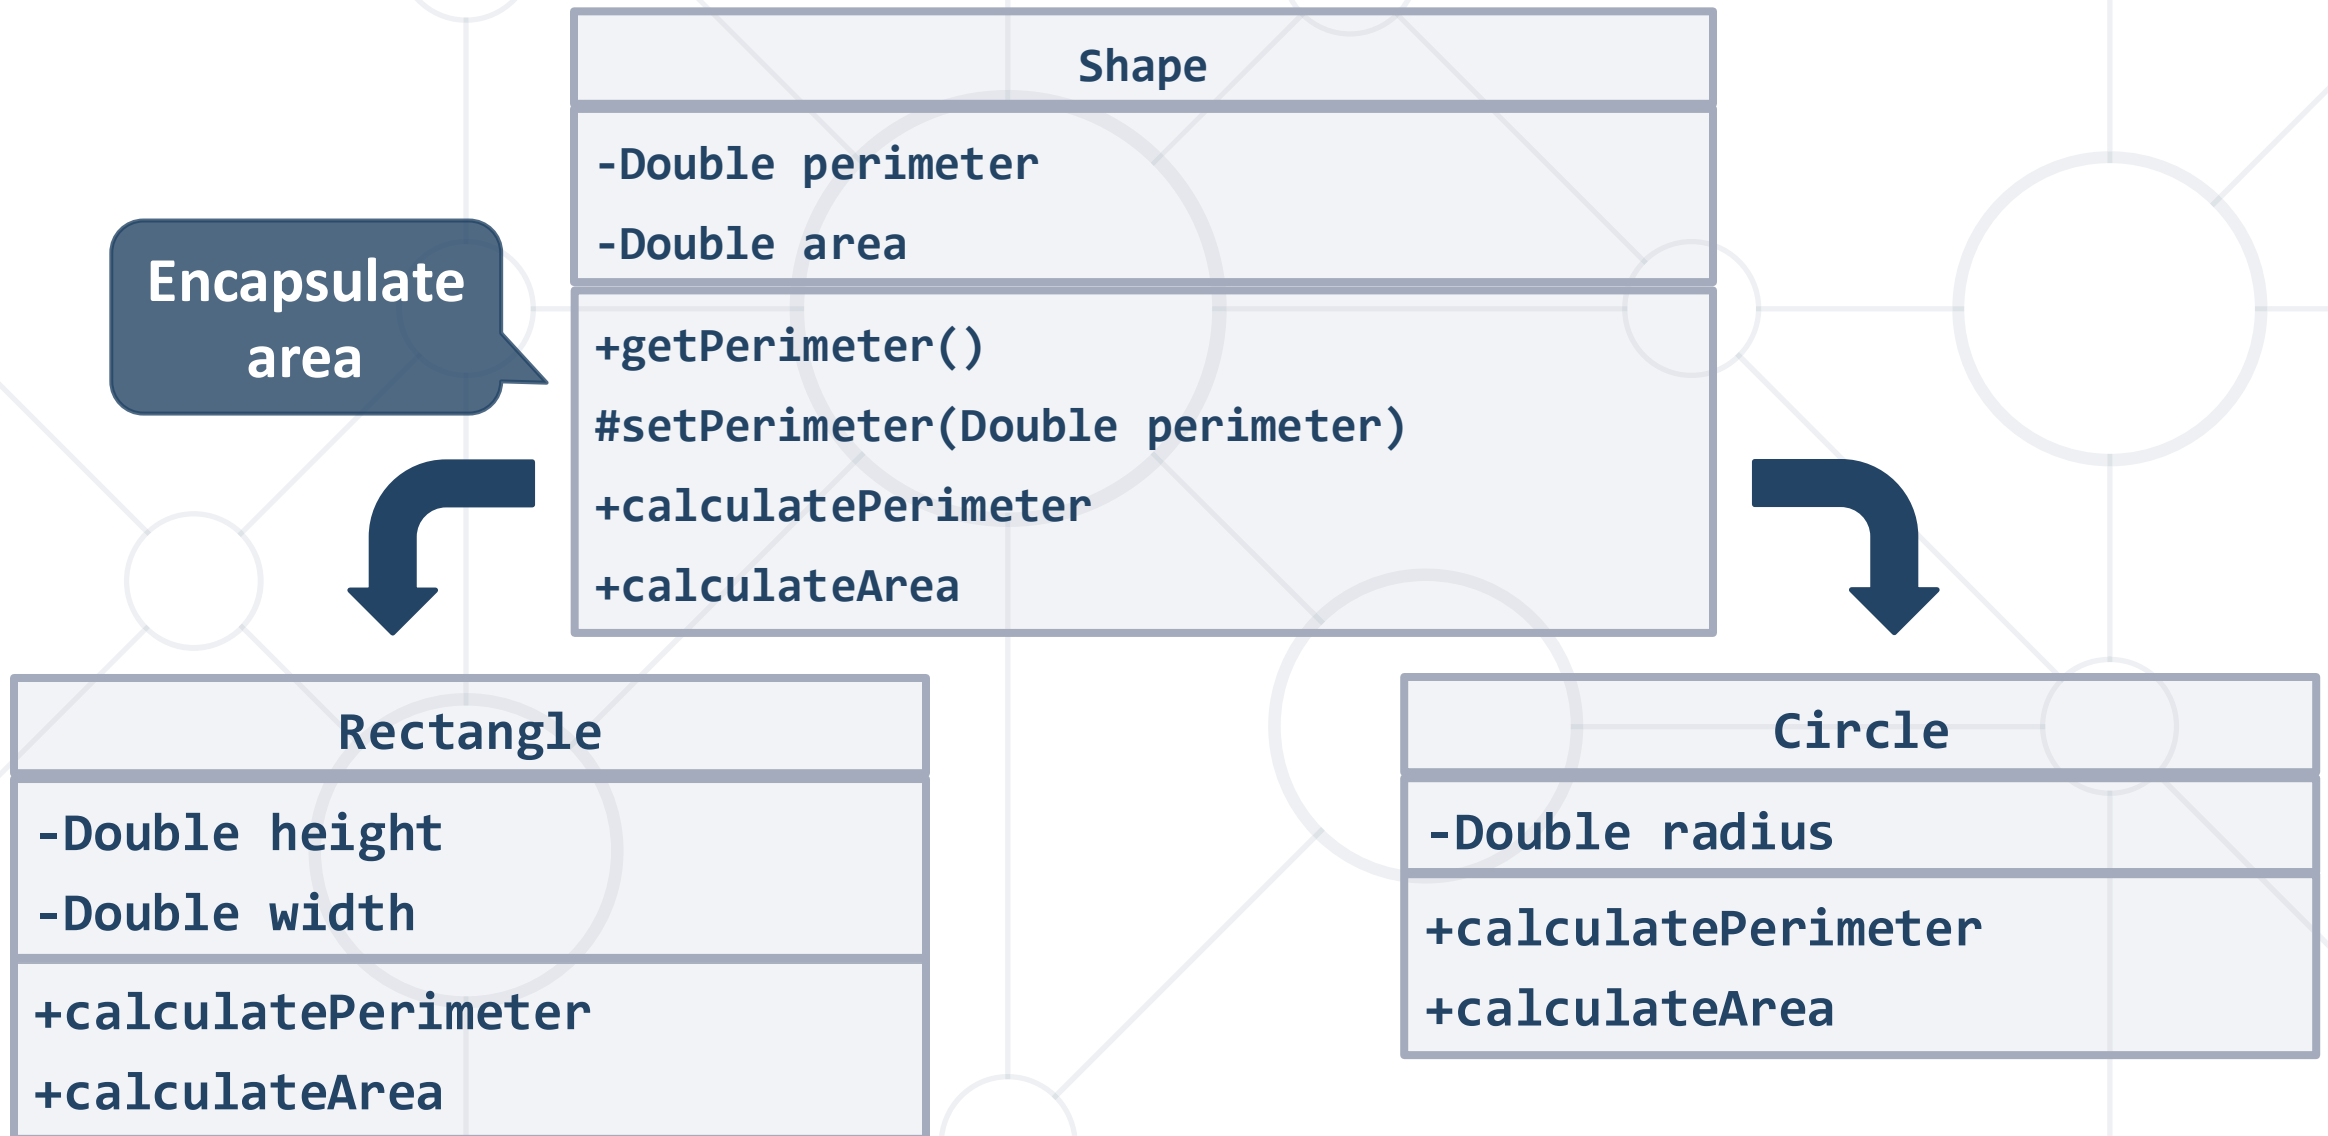 Shape
-Double perimeter
-Double area
Encapsulate
area
+getPerimeter()
#setPerimeter(Double perimeter)
+calculatePerimeter
+calculateArea
Rectangle
-Double height
-Double width
+calculatePerimeter
+calculateArea
Circle
-Double radius
+calculatePerimeter
+calculateArea